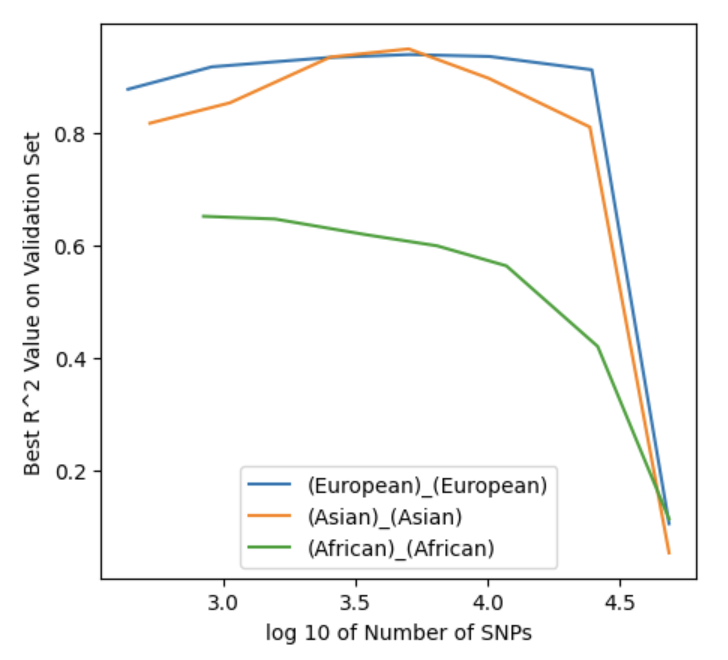 Best R^2 Value on Validation Set
0.8
0.6
0.4
0.2
(European)_(European)
(Asian)_(Asian)
(African)_(African)
3.0 3.5 4.0 4.5
log 10 of Number of SNPs